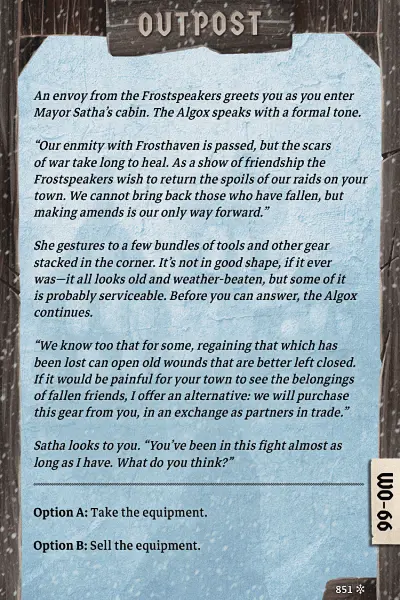 OUTPOST
An envoy from the Frostspeakers greets you as you enter
Mayor Satha's cabin. The Algox speaks with a formal tone.
“Our enmity with Frosthaven is passed, but the scars
of war take long to heal. As a show of friendship the
Frostspeakers wish to return the spoils of our raids on your
town. We cannot bring back those who have fallen, but
making amends is our only way forward.”
She gestures to a few bundles of tools and other gear
stacked in the corner. It's not in good shape, if it ever
was—it all looks old and weather-beaten, but some of it
is probably serviceable. Before you can answer, the Algox
continues.
“We know too that for some, regaining that which has
been lost can open old wounds that are better left closed.
If it would be painful for your town to see the belongings
of fallen friends, I offer an alternative: we will purchase
this gear from you, in an exchange as partners in trade.”
Satha looks to you. “You've been in this fight almost as
long as I have. What do you think?”
Option A: Take the equipment.
Option B: Sell the equipment.
WO-66
851